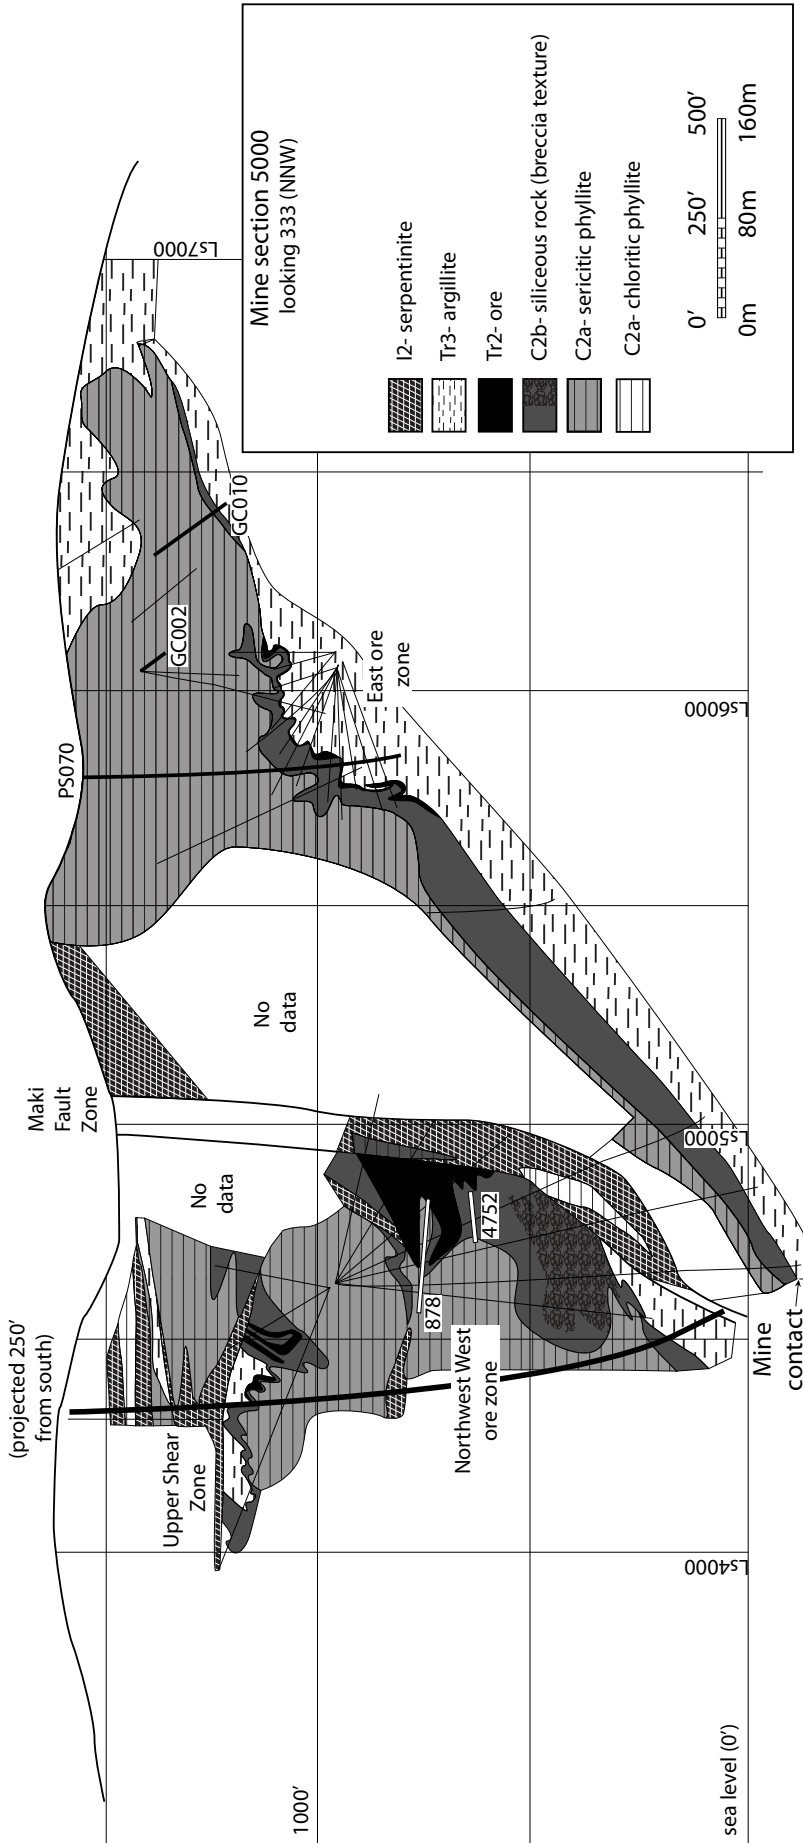 Mine section 5000
looking 333 (NNW)
I2- serpentinite
Tr3- argillite
Tr2- ore
C2b- siliceous rock (breccia texture)
C2a- sericitic phyllite
C2a- chloritic phyllite
0' 250' 500'
0m 80m 160m
(projected 250'
from south)
Maki
Fault
Zone
PS070
GC002
GC010
Ls7000
No
data
No
data
Upper Shear
Zone
East ore
zone
878
4752
Northwest West
ore zone
1000'
Ls4000
Ls5000
Ls6000
sea level (0')
Mine
contact